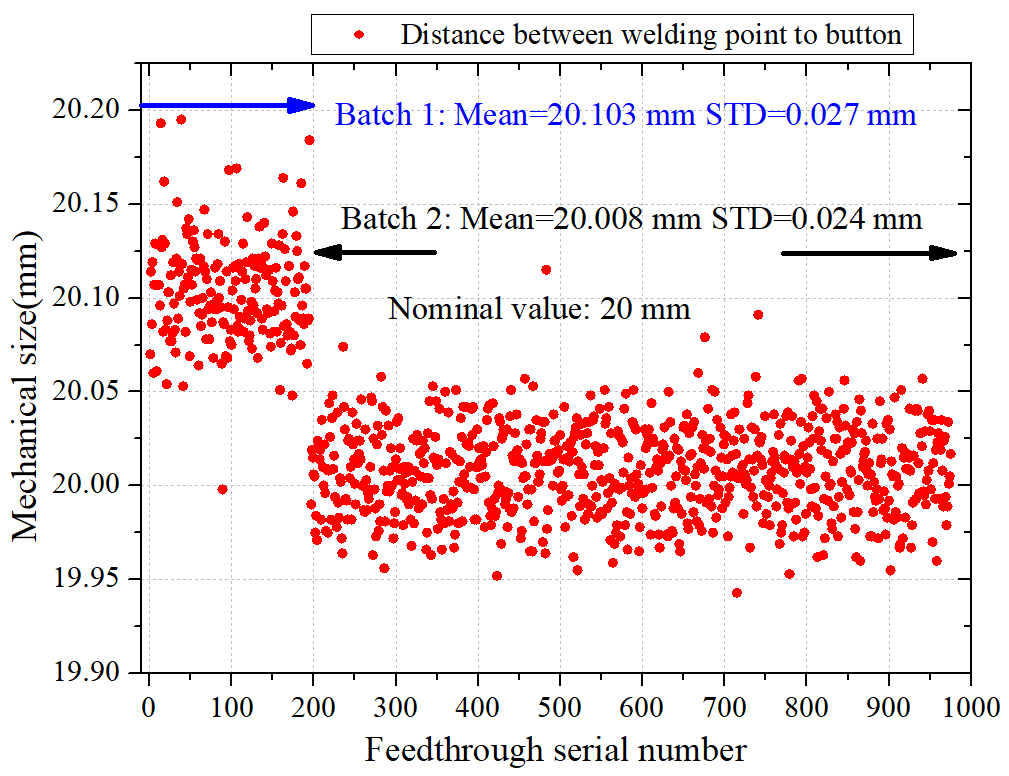 Distance between welding point to button
20.20
Batch 1: Mean=20.103 mm STD=0.027 mm
20.15
Batch 2: Mean=20.008 mm STD=0.024 mm
20.10
Nominal value: 20 mm
20.05
20.00
19.95
19.90
Mechanical size(mm)
0 100 200 300 400 500 600 700 800 900 1000
Feedthrough serial number